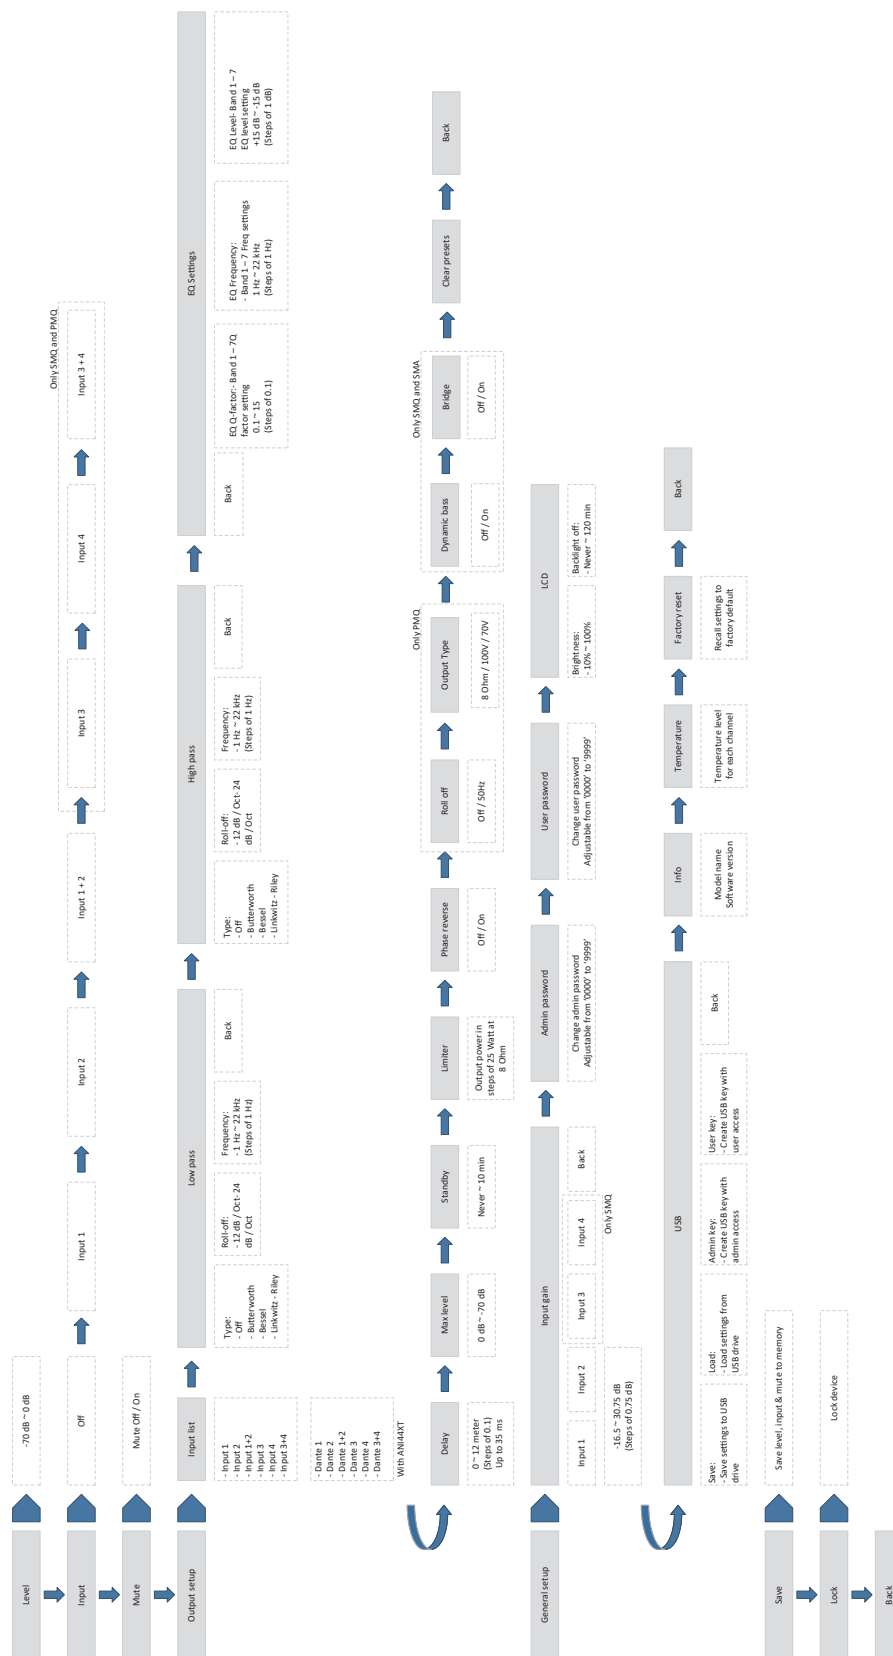 Level
-70 dB ~ 0 dB
Input
Off
Input 1
Input 2
Input 1 + 2
Input 3
Input 4
Input 3 + 4
Only SMQ and PMQ
Mute
Mute Off / On
Output setup
Input list
- Input 1
- Input 2
- Input 1+2
- Input 3
- Input 4
- Input 3+4
- Dante 1
- Dante 2
- Dante 1+2
- Dante 3
- Dante 4
- Dante 3+4
With ANI44XT
Low pass
Type:
- Off
- Butterworth
- Bessel
- Linkwitz - Riley
Roll-off:
- 12 dB / Oct- 24
dB / Oct
Frequency:
- 1 Hz ~ 22 kHz
(Steps of 1 Hz)
Back
High pass
Type:
- Off
- Butterworth
- Bessel
- Linkwitz - Riley
Roll-off:
- 12 dB / Oct- 24
dB / Oct
Frequency:
- 1 Hz ~ 22 kHz
(Steps of 1 Hz)
Back
EQ Settings
Back
EQ Q-factor:- Band 1 – 7Q
factor setting
0.1 ~ 15
(Steps of 0.1)
EQ Frequency:
- Band 1 – 7 Freq settings
1 Hz ~ 22 kHz
(Steps of 1 Hz)
EQ Level- Band 1 – 7
EQ level setting
+15 dB ~ -15 dB
(Steps of 1 dB)
Delay
0 ~ 12 meter
(Steps of 0.1)
Up to 35 ms
Max level
0 dB ~ -70 dB
Standby
Never ~ 10 min
Limiter
Output power in
steps of 25 Watt at
8 Ohm
Phase reverse
Off / On
Only PMQ
Roll off
Off / 50Hz
Output Type
8 Ohm / 100V / 70V
Only SMQ and SMA
Dynamic bass
Off / On
Bridge
Off / On
Clear presets
Back
General setup
Input gain
Input 1
Input 2
Input 3
Input 4
Back
Only SMQ
-16.5 ~ 30.75 dB
(Steps of 0.75 dB)
Admin password
Change admin password
Adjustable from ‘0000’ to ‘9999’
User password
Change user password
Adjustable from ‘0000’ to ‘9999’
LCD
Brightness:
- 10% ~ 100%
Backlight off:
- Never ~ 120 min
USB
Save:
- Save settings to USB
drive
Load:
- Load settings from
USB drive
Admin key:
- Create USB key with
admin access
User key:
- Create USB key with
user access
Back
Info
Model name
Software version
Temperature
Temperature level
for each channel
Factory reset
Recall settings to
factory default
Back
Save
Save level, input & mute to memory
Lock
Lock device
Back